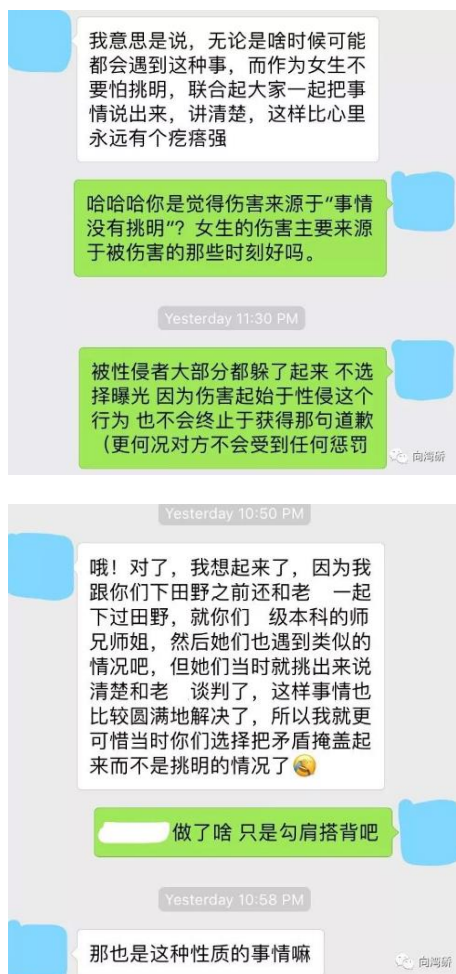 我意思是说，无论是啥时候可能
都会遇到这种事，而作为女生不
要怕挑明，联合起大家一起把事
情说出来，讲清楚，这样比心里
永远有个疙瘩强
哈哈哈你是觉得伤害来源于“事情
没有挑明“？女生的伤害主要来源
于被伤害的那些时刻好吗。
Yesterday 11:30 PM
被性侵者大部分都躲了起来 不选
择曝光 因为伤害起始于性侵这个
行为 也不会终止于获得那句道歉
（更何况对方不会受到任何惩罚
向鸿硚
Yesterday 10:50 PM
哦！对了，我想起来了，因为我
跟你们下田野之前还和老 一起
下过田野，就你们 级本科的师
兄师姐，然后她们也遇到类似的
情况吧，但她们当时就挑出来说
清楚和老 谈判了，这样事情也
比较圆满地解决了，所以我就更
可惜当时你们选择把矛盾掩盖起
来而不是挑明的情况了
做了啥 只是勾肩搭背吧
Yesterday 10:58 PM
那也是这种性质的事情嘛
向鸿硚